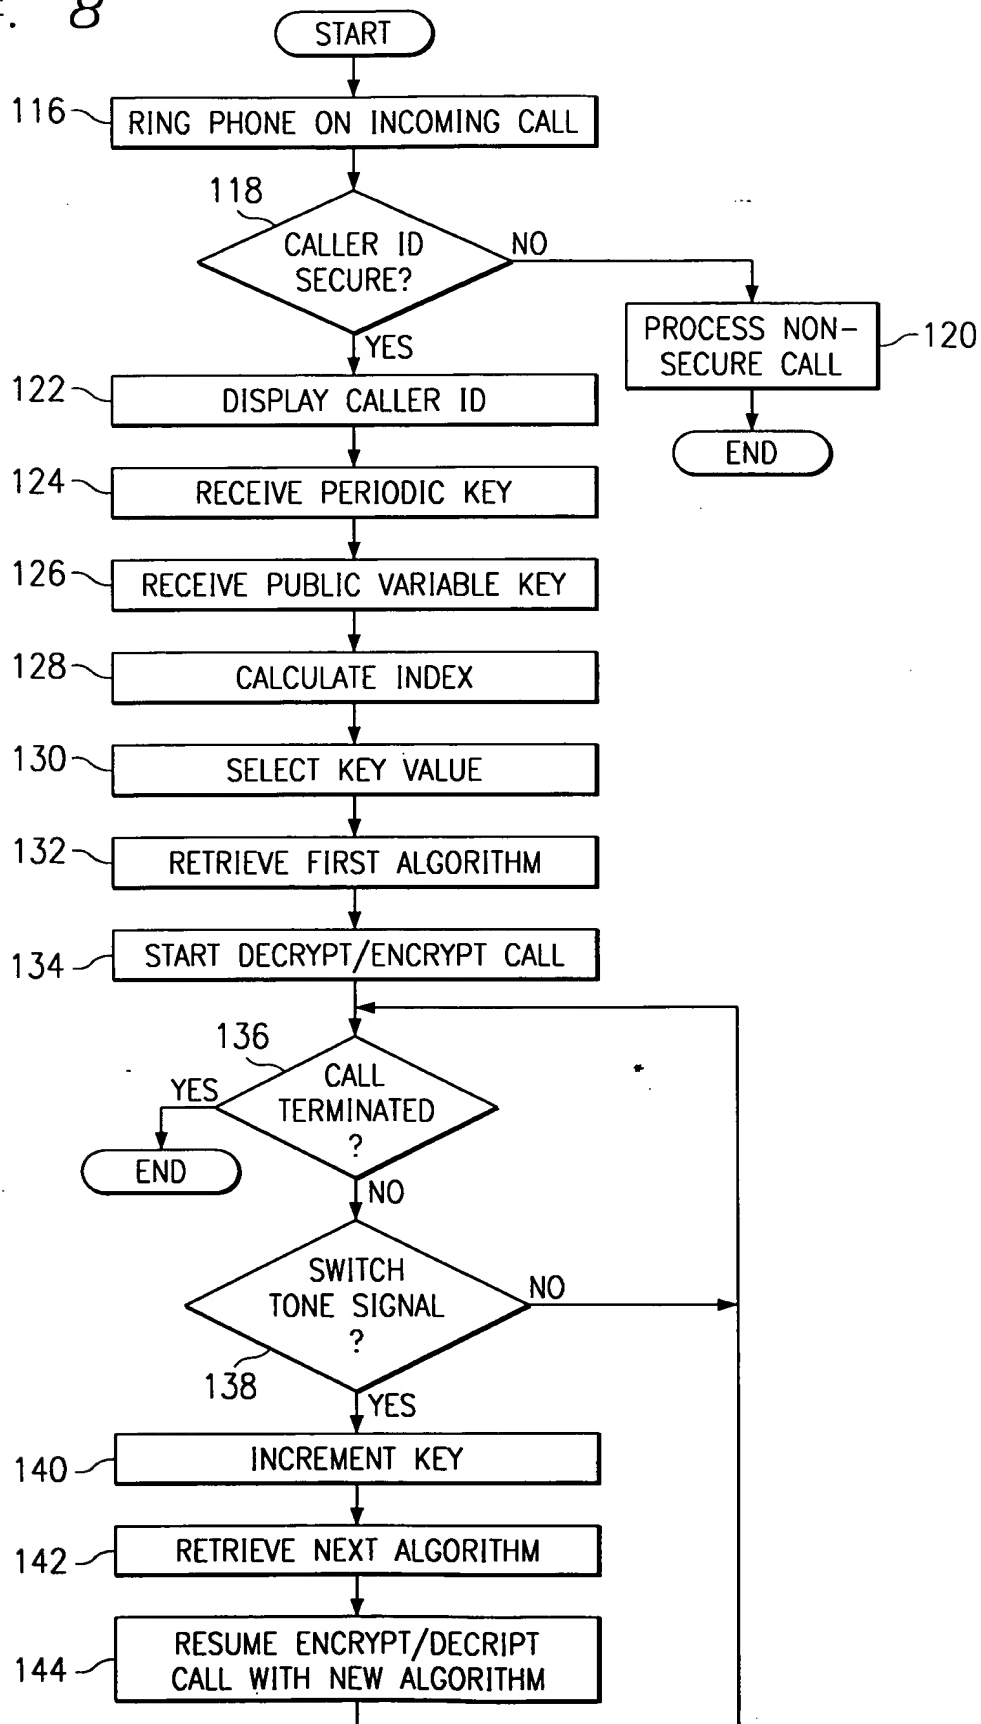 8
START
116
RING PHONE ON INCOMING CALL
118
CALLER ID
SECURE?
NO
PROCESS NON-
SECURE CALL
120
END
YES
122
DISPLAY CALLER ID
124
RECEIVE PERIODIC KEY
126
RECEIVE PUBLIC VARIABLE KEY
128
CALCULATE INDEX
130
SELECT KEY VALUE
132
RETRIEVE FIRST ALGORITHM
134
START DECRYPT/ENCRYPT CALL
136
CALL
TERMINATED
?
YES
END
NO
SWITCH
TONE SIGNAL
?
NO
138
YES
140
INCREMENT KEY
142
RETRIEVE NEXT ALGORITHM
144
RESUME ENCRYPT/DECRIPT
CALL WITH NEW ALGORITHM